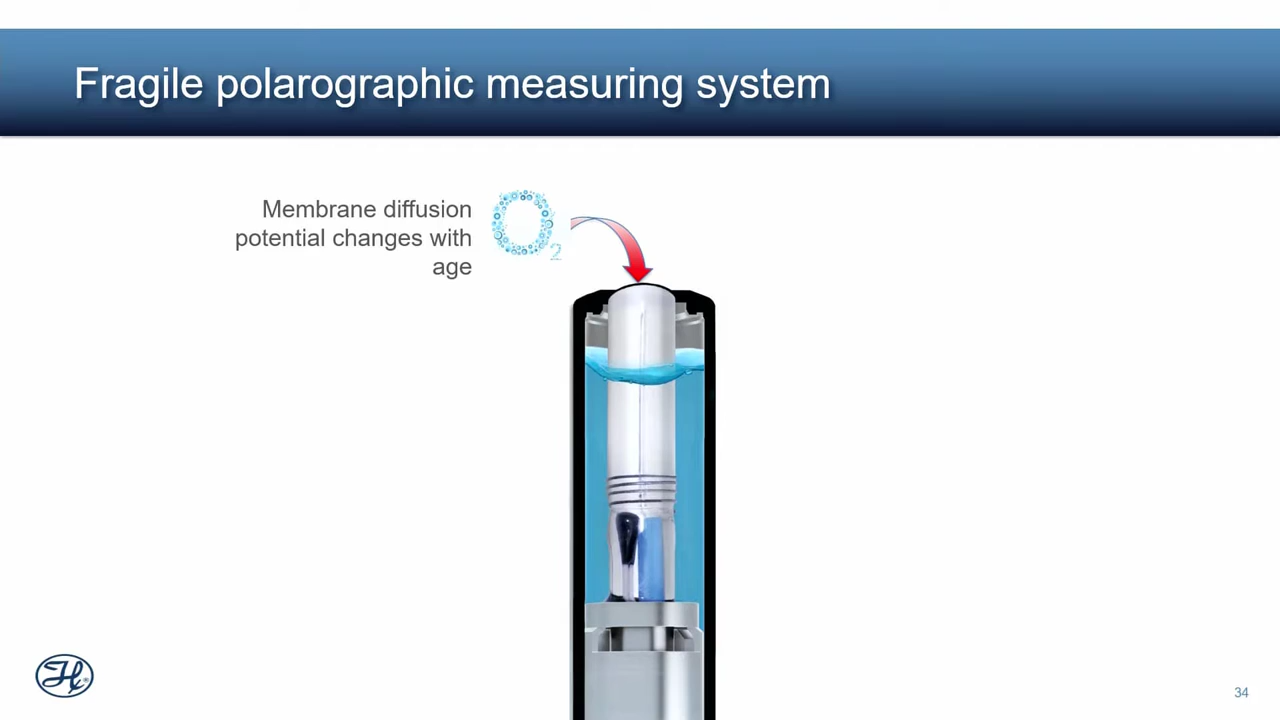 Fragile polarographic measuring system
Membrane diffusion
potential changes with
age
O2
H®
34